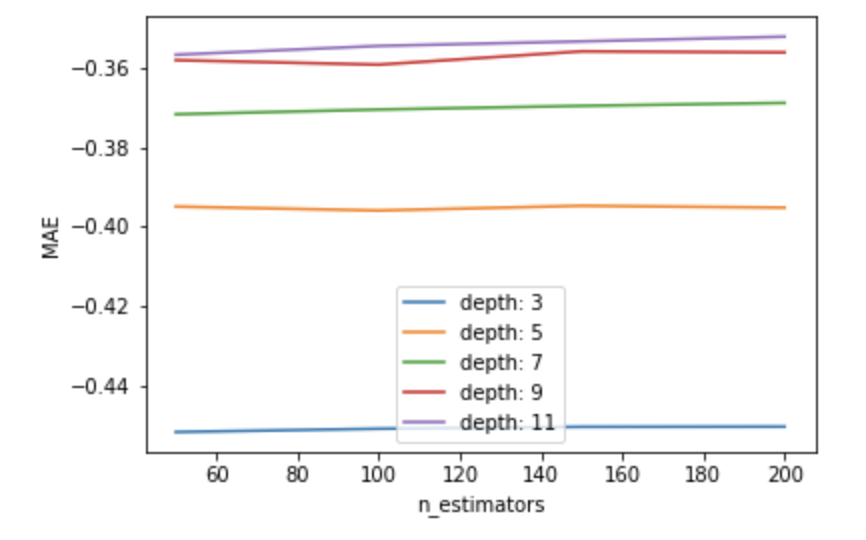 −0.36
−0.38
−0.40
−0.42
−0.44
MAE
depth: 3
depth: 5
depth: 7
depth: 9
depth: 11
60 80 100 120 140 160 180 200
n_estimators